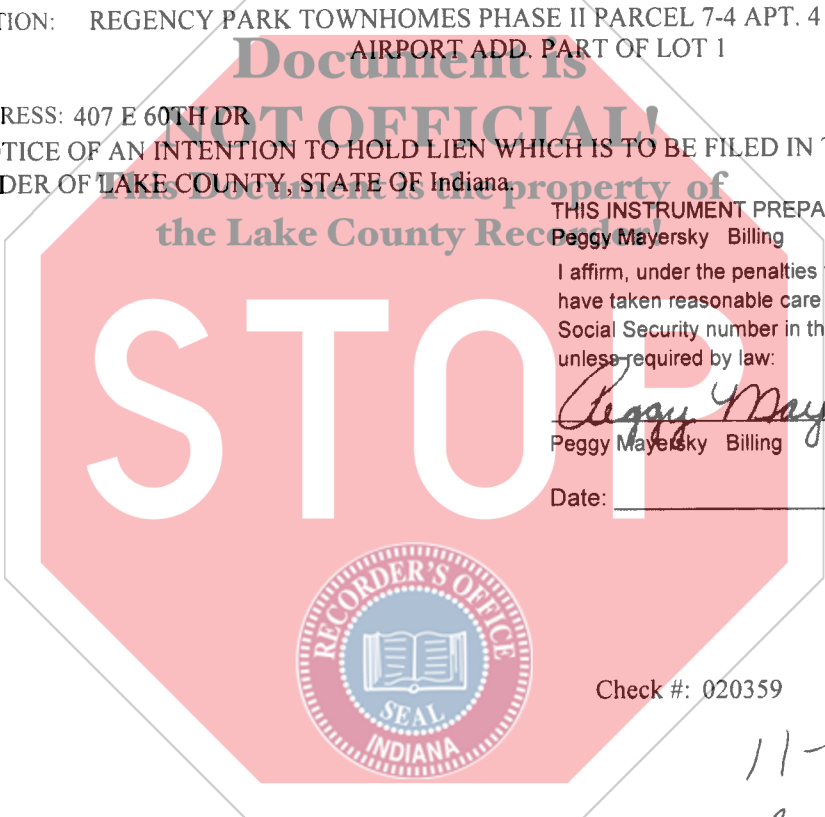 TION: REGENCY PARK TOWNHOMES PHASE II PARCEL 7-4 APT. 4
AIRPORT ADD. PART OF LOT 1
Document is
RESS: 407 E 60TH DR
NOT OFFICIAL!
TICE OF AN INTENTION TO HOLD LIEN WHICH IS TO BE FILED IN
DER OF LAKE COUNTY, STATE OF Indiana.
This Document is the property of
the Lake County Recorder!
THIS INSTRUMENT PREPA
Peggy Mayersky Billing
I affirm, under the penalties
have taken reasonable care
Social Security number in th
unless required by law:
Peggy May
Peggy Mayersky Billing
Date:
STOP
RECORDER'S OFFICE
SEAL
INDIANA
Check #: 020359
11-